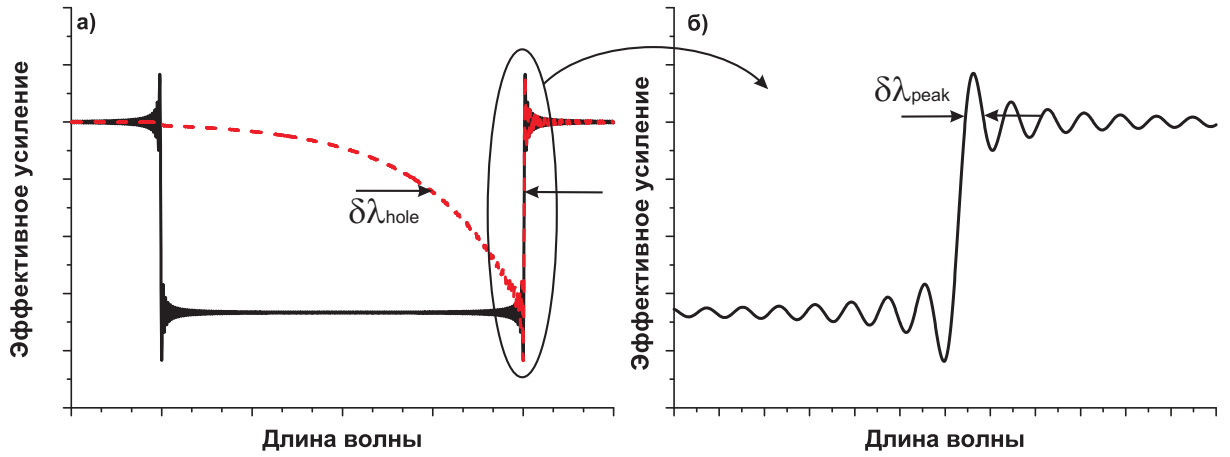 а)
Эффективное усиление
δλhole
Длина волны
б)
Эффективное усиление
δλpeak
Длина волны